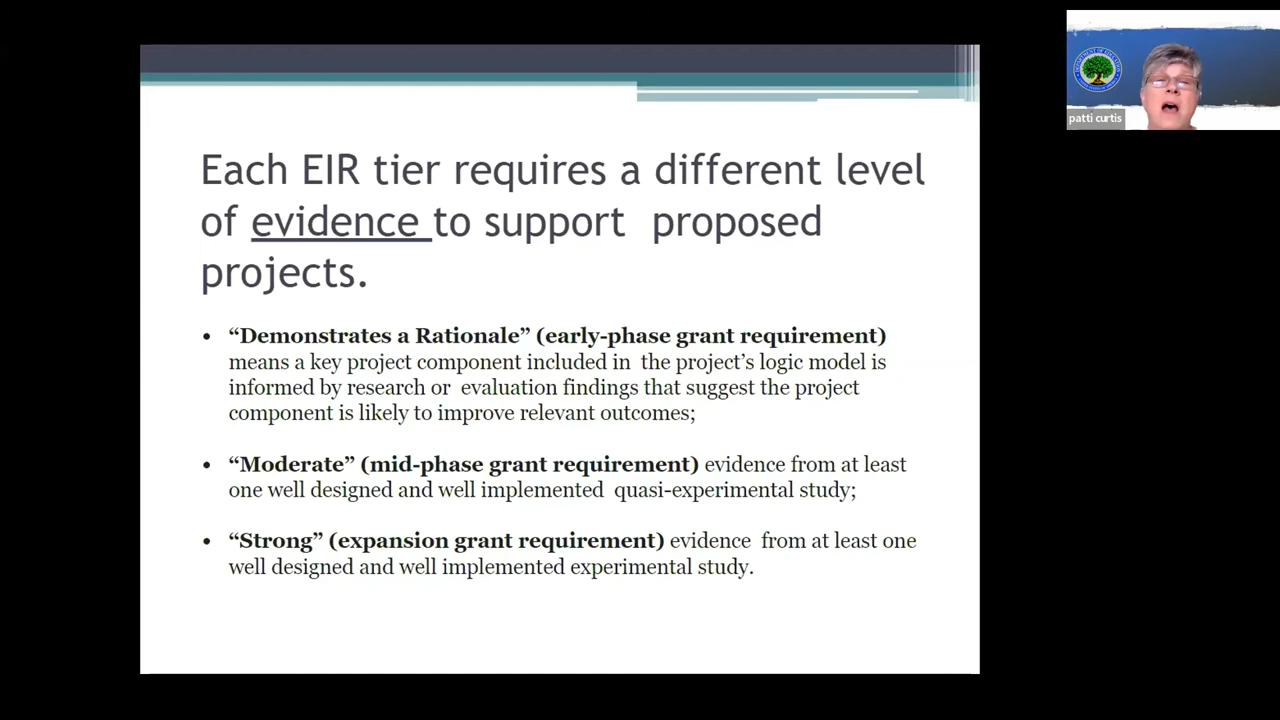 Each EIR tier requires a different level
of evidence to support proposed
projects.
• “Demonstrates a Rationale” (early-phase grant requirement)
means a key project component included in the project’s logic model is
informed by research or evaluation findings that suggest the project
component is likely to improve relevant outcomes;
• “Moderate” (mid-phase grant requirement) evidence from at least
one well designed and well implemented quasi-experimental study;
• “Strong” (expansion grant requirement) evidence from at least one
well designed and well implemented experimental study.
patti curtis